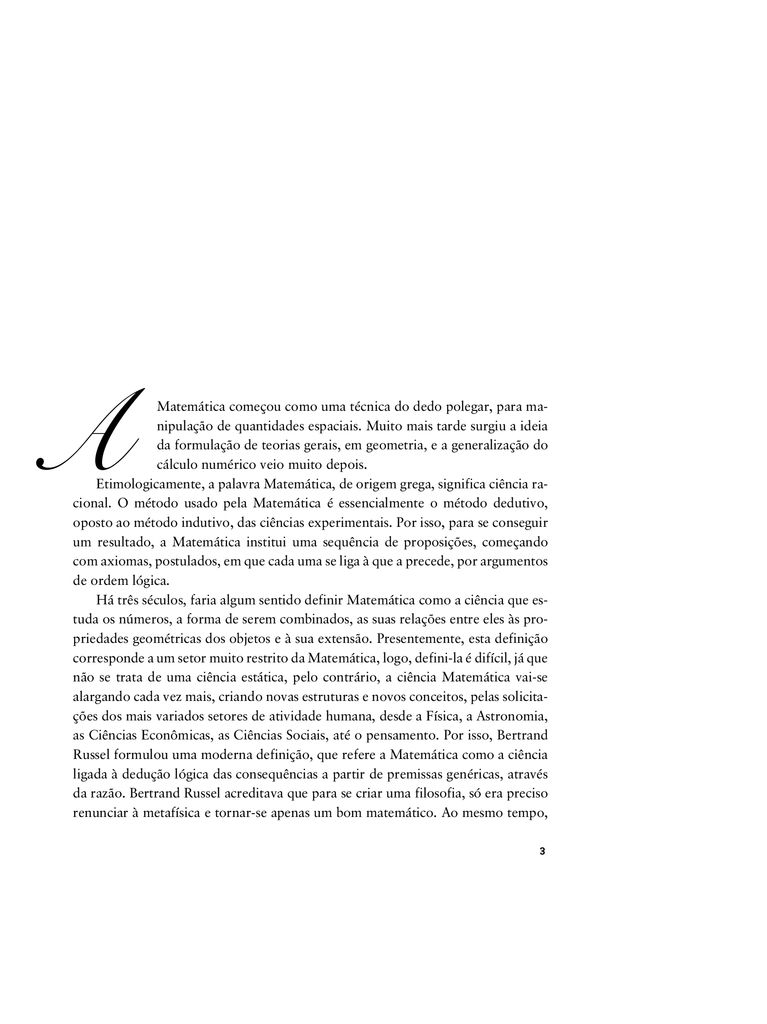 A Matemática começou como uma técnica do dedo polegar, para ma-
nipulação de quantidades espaciais. Muito mais tarde surgiu a ideia
da formulação de teorias gerais, em geometria, e a generalização do
cálculo numérico veio muito depois.
Etimologicamente, a palavra Matemática, de origem grega, significa ciência ra-
cional. O método usado pela Matemática é essencialmente o método dedutivo,
oposto ao método indutivo, das ciências experimentais. Por isso, para se conseguir
um resultado, a Matemática institui uma sequência de proposições, começando
com axiomas, postulados, em que cada uma se liga à que a precede, por argumentos
de ordem lógica.
Há três séculos, faria algum sentido definir Matemática como a ciência que es-
tuda os números, a forma de serem combinados, as suas relações entre eles às pro-
priedades geométricas dos objetos e à sua extensão. Presentemente, esta definição
corresponde a um setor muito restrito da Matemática, logo, defini-la é difícil, já que
não se trata de uma ciência estática, pelo contrário, a ciência Matemática vai-se
alargando cada vez mais, criando novas estruturas e novos conceitos, pelas solicita-
ções dos mais variados setores de atividade humana, desde a Física, a Astronomia,
as Ciências Econômicas, as Ciências Sociais, até o pensamento. Por isso, Bertrand
Russel formulou uma moderna definição, que refere a Matemática como a ciência
ligada à dedução lógica das consequências a partir de premissas genéricas, através
da razão. Bertrand Russel acreditava que para se criar uma filosofia, só era preciso
renunciar à metafísica e tornar-se apenas um bom matemático. Ao mesmo tempo,
3